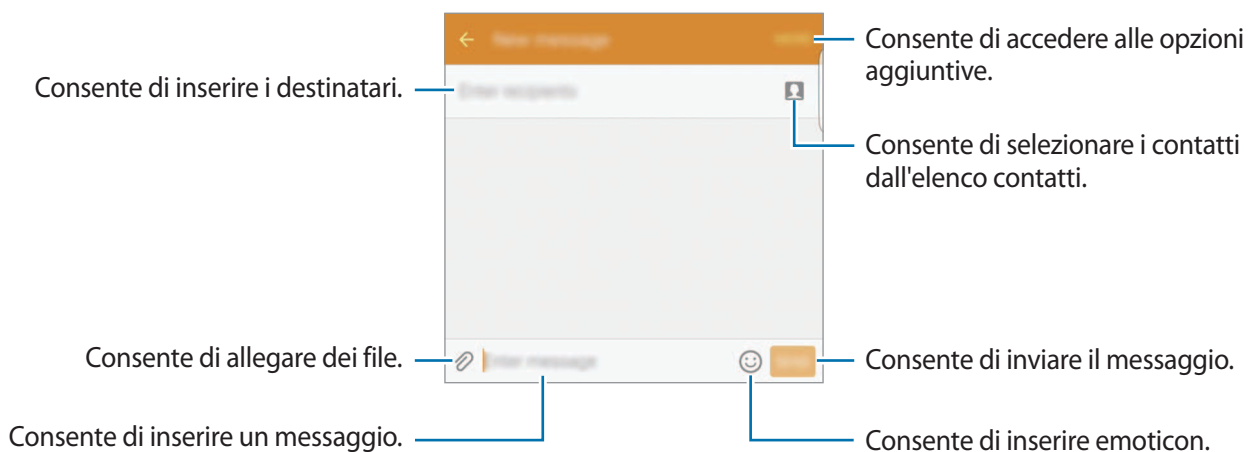 Consente di accedere alle opzioni
aggiuntive.
Consente di inserire i destinatari.
Consente di selezionare i contatti
dall'elenco contatti.
Consente di allegare dei file.
Consente di inviare il messaggio.
Consente di inserire un messaggio.
Consente di inserire emoticon.